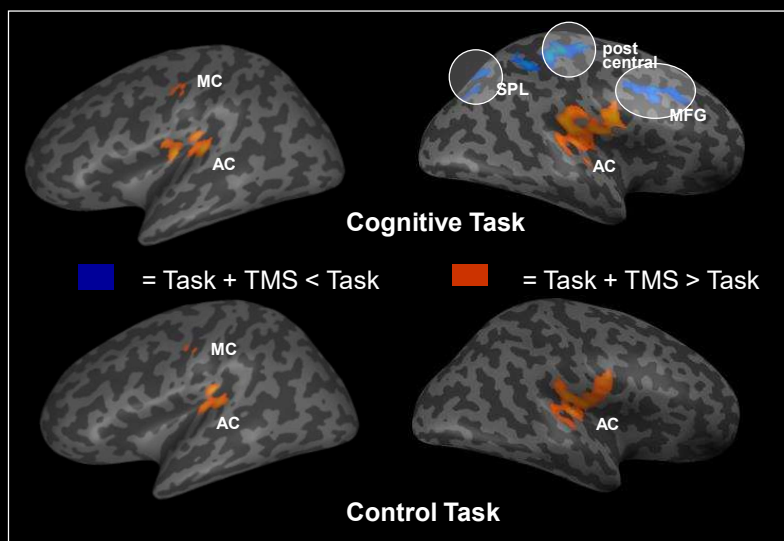 MC
AC
post
central
SPL
MFG
AC
Cognitive Task
= Task + TMS < Task
= Task + TMS > Task
MC
AC
AC
Control Task